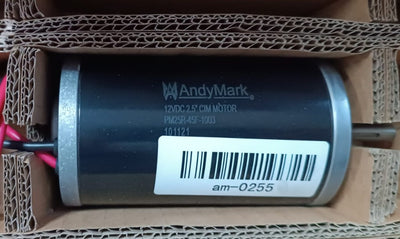 AndyMark®
12VDC 2.5" CIM MOTOR
PM25R-45F-1003
101121
am-0255